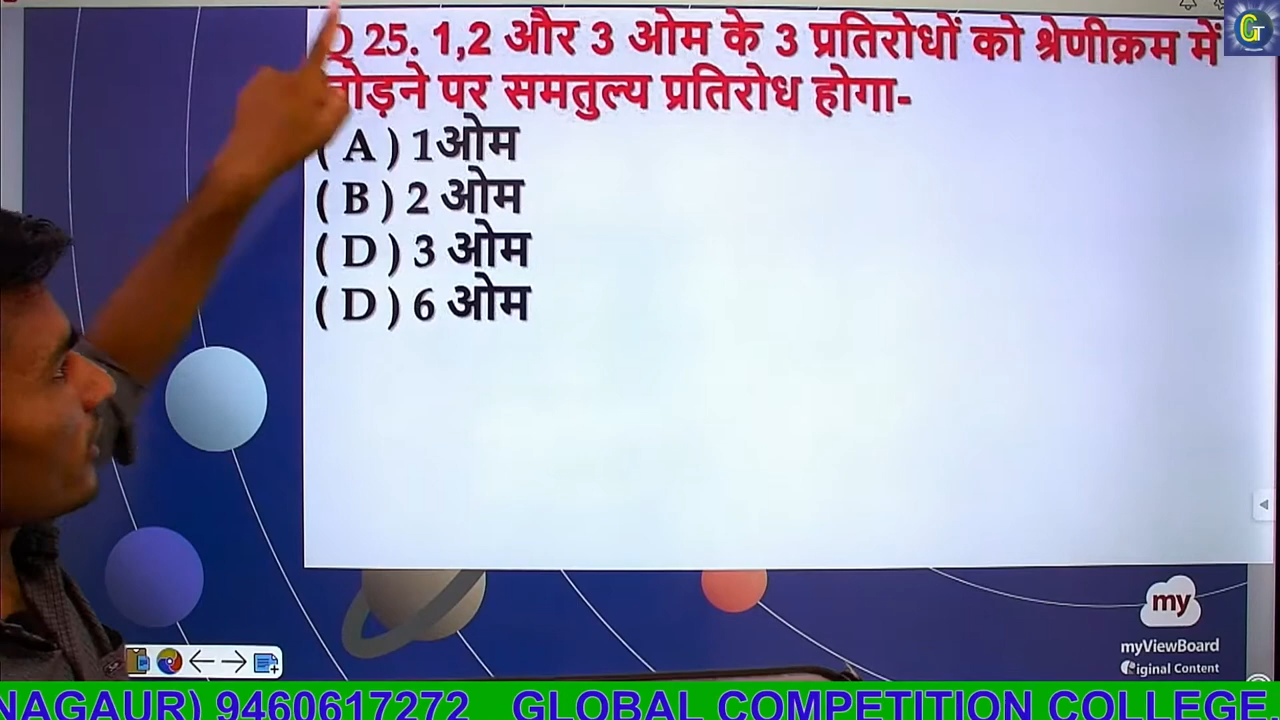 Q 25. 1,2 और 3 ओम के 3 प्रतिरोधों को श्रेणीक्रम में
जोड़ने पर समतुल्य प्रतिरोध होगा-
( A ) 1ओम
( B ) 2 ओम
( D ) 3 ओम
( D ) 6 ओम
my
myViewBoard
iginal Content
NAGAUR) 9460617272 GLOBAL COMPETITION COLLEGE